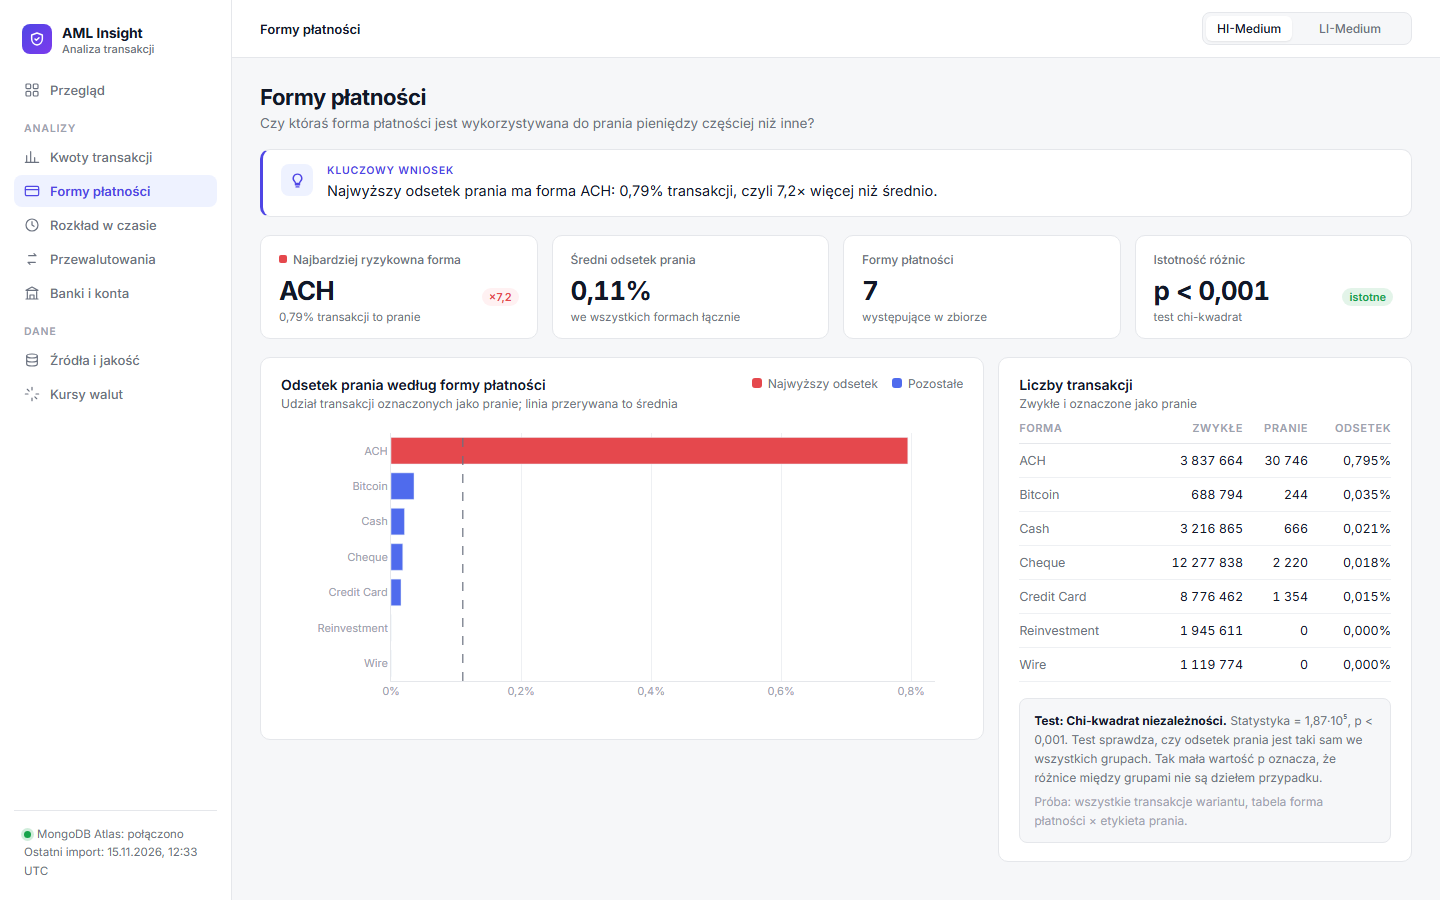 AML Insight
Analiza transakcji
Przegląd
ANALIZY
Kwoty transakcji
Formy płatności
Rozkład w czasie
Przewalutowania
Banki i konta
DANE
Źródła i jakość
Kursy walut
MongoDB Atlas: połączono
Ostatni import: 15.11.2026, 12:33
UTC
Formy płatności
HI-Medium
LI-Medium
Formy płatności
Czy któraś forma płatności jest wykorzystywana do prania pieniędzy częściej niż inne?
KLUCZOWY WNIOSEK
Najwyższy odsetek prania ma forma ACH: 0,79% transakcji, czyli 7,2× więcej niż średnio.
Najbardziej ryzykowna forma
ACH
×7,2
0,79% transakcji to pranie
Średni odsetek prania
0,11%
we wszystkich formach łącznie
Formy płatności
7
występujące w zbiorze
Istotność różnic
p < 0,001
istotne
test chi-kwadrat
Odsetek prania według formy płatności
Udział transakcji oznaczonych jako pranie; linia przerywana to średnia
Najwyższy odsetek
Pozostałe
ACH
Bitcoin
Cash
Cheque
Credit Card
Reinvestment
Wire
0% 0,2% 0,4% 0,6% 0,8%
Liczby transakcji
Zwykłe i oznaczone jako pranie
FORMA ZWYKŁE PRANIE ODSETEK
ACH 3 837 664 30 746 0,795%
Bitcoin 688 794 244 0,035%
Cash 3 216 865 666 0,021%
Cheque 12 277 838 2 220 0,018%
Credit Card 8 776 462 1 354 0,015%
Reinvestment 1 945 611 0 0,000%
Wire 1 119 774 0 0,000%
Test: Chi-kwadrat niezależności. Statystyka = 1,87·10⁵, p <
0,001. Test sprawdza, czy odsetek prania jest taki sam we
wszystkich grupach. Tak mała wartość p oznacza, że
różnice między grupami nie są dziełem przypadku.
Próba: wszystkie transakcje wariantu, tabela forma
płatności × etykieta prania.